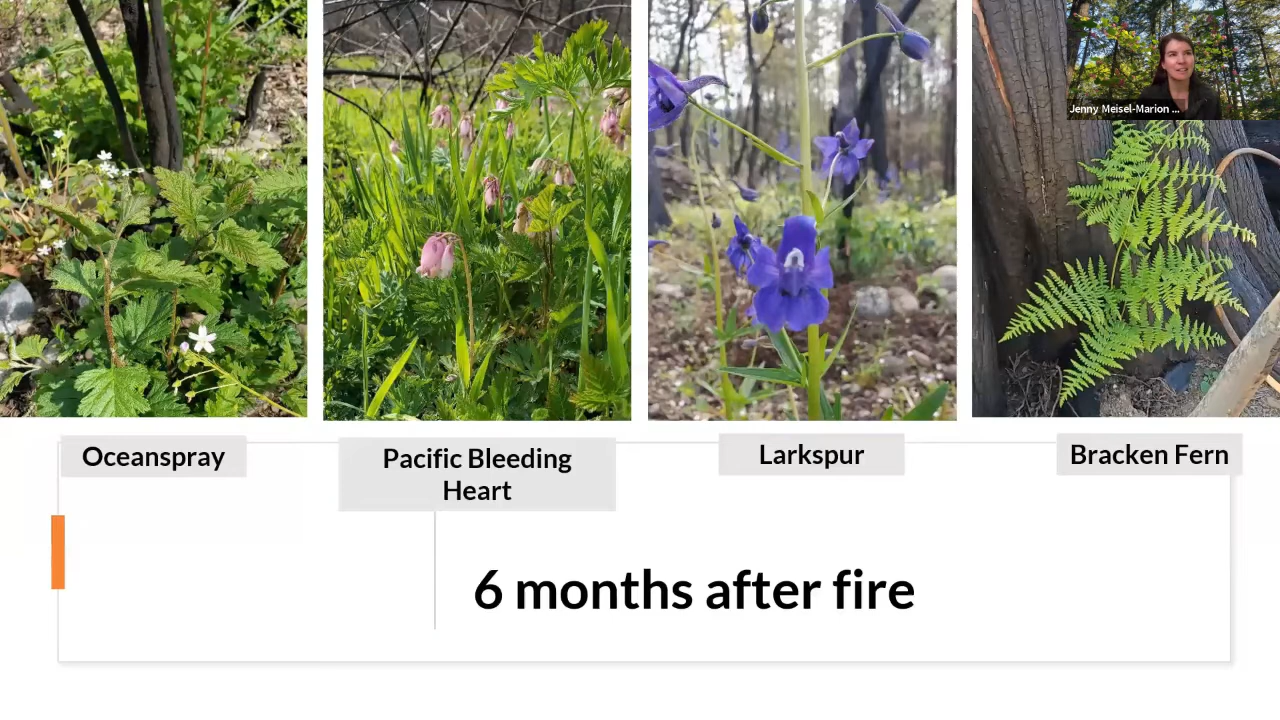 Jenny Meisel-Marion ...
Oceanspray
Pacific Bleeding
Heart
Larkspur
Bracken Fern
6 months after fire